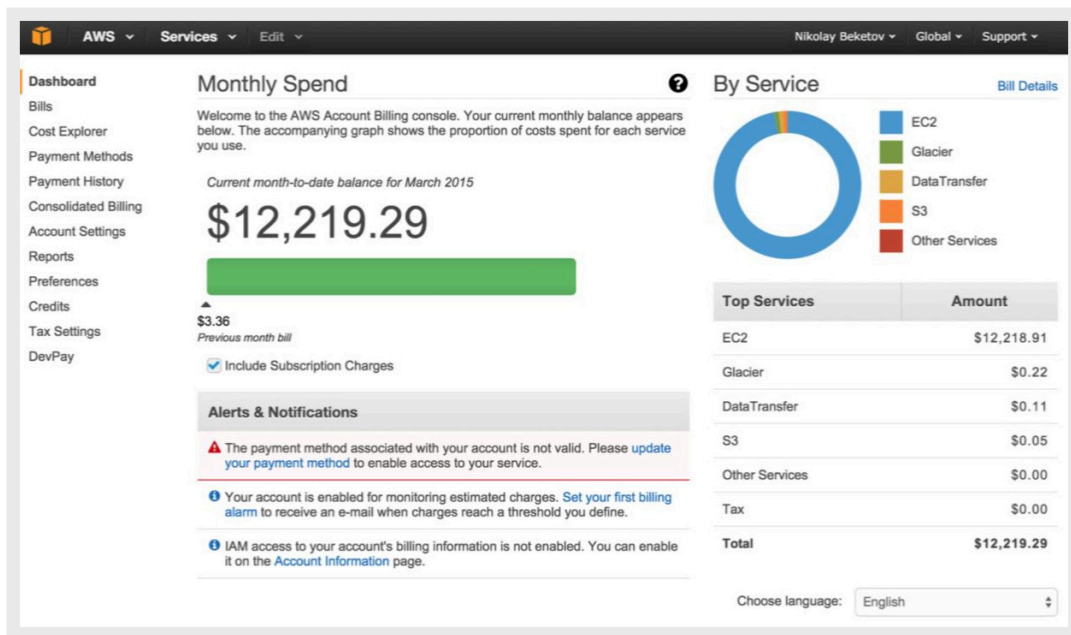 AWS Services Edit Nikolay Beketov Global Support
Dashboard
Bills
Cost Explorer
Payment Methods
Payment History
Consolidated Billing
Account Settings
Reports
Preferences
Credits
Tax Settings
DevPay
Monthly Spend ?
Welcome to the AWS Account Billing console. Your current monthly balance appears
below. The accompanying graph shows the proportion of costs spent for each service
you use.
Current month-to-date balance for March 2015
$12,219.29
$3.36
Previous month bill
Include Subscription Charges
Alerts & Notifications
The payment method associated with your account is not valid. Please update
your payment method to enable access to your service.
Your account is enabled for monitoring estimated charges. Set your first billing
alarm to receive an e-mail when charges reach a threshold you define.
IAM access to your account's billing information is not enabled. You can enable
it on the Account Information page.
By Service Bill Details
EC2
Glacier
DataTransfer
S3
Other Services
Top Services Amount
EC2 $12,218.91
Glacier $0.22
DataTransfer $0.11
S3 $0.05
Other Services $0.00
Tax $0.00
Total $12,219.29
Choose language: English